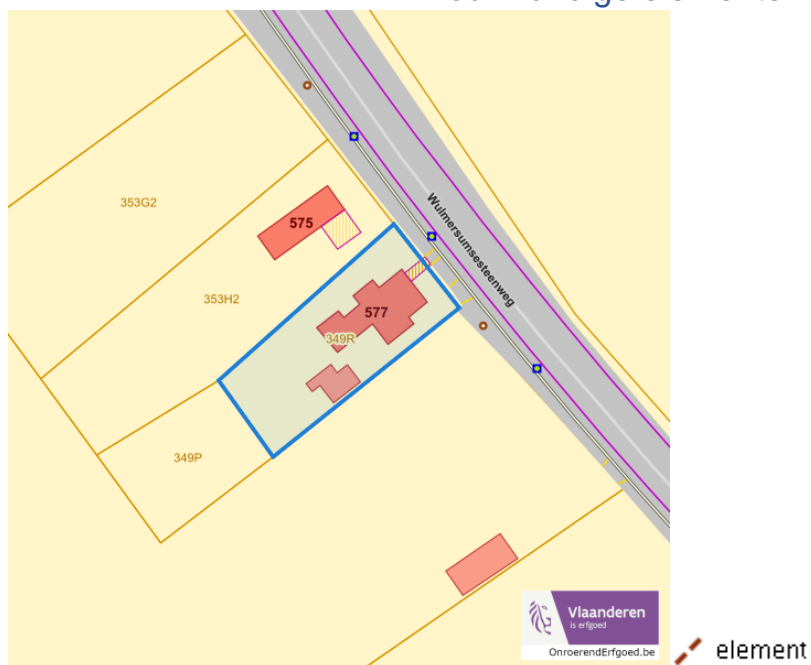 353G2
575
Wulmersumsesteenweg
353H2
577
349R
349P
Vlaanderen
is erfgoed
OnroerendErfgoed.be
element